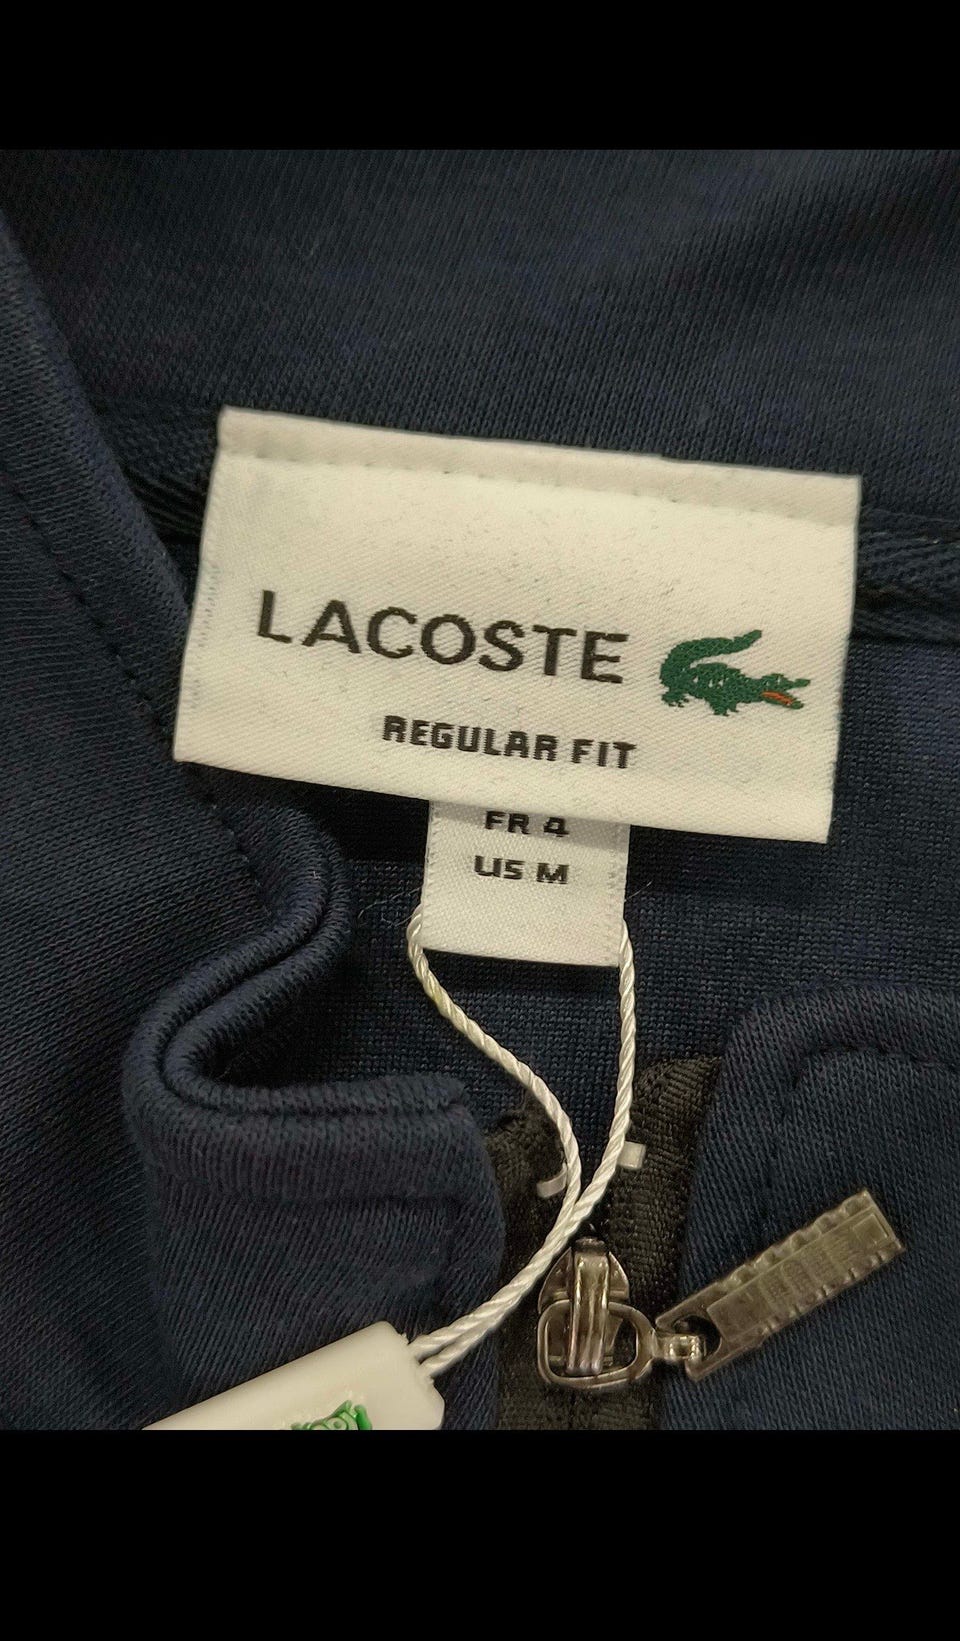 LACOSTE
REGULAR FIT
FR 4
US M